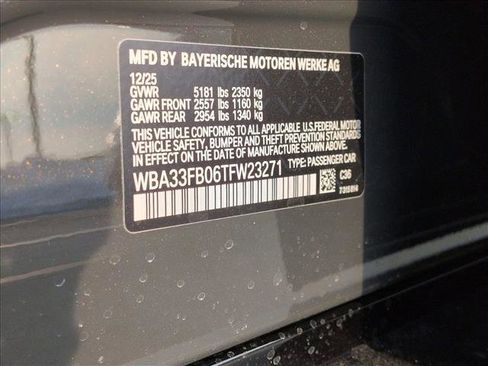 MFD BY BAYERISCHE MOTOREN WERKE AG
12/25
GVWR 5181 lbs 2350 kg
GAWR FRONT 2557 lbs 1160 kg
GAWR REAR 2954 lbs 1340 kg
THIS VEHICLE CONFORMS TO ALL APPLICABLE U.S.FEDERAL MOTOR
VEHICLE SAFETY, BUMPER AND THEFT PREVENTION STANDARDS
IN EFFECT ON THE DATE OF MANUFACTURE SHOWN ABOVE.
WBA33FB06TFW23271 TYPE: PASSENGER CAR
C36